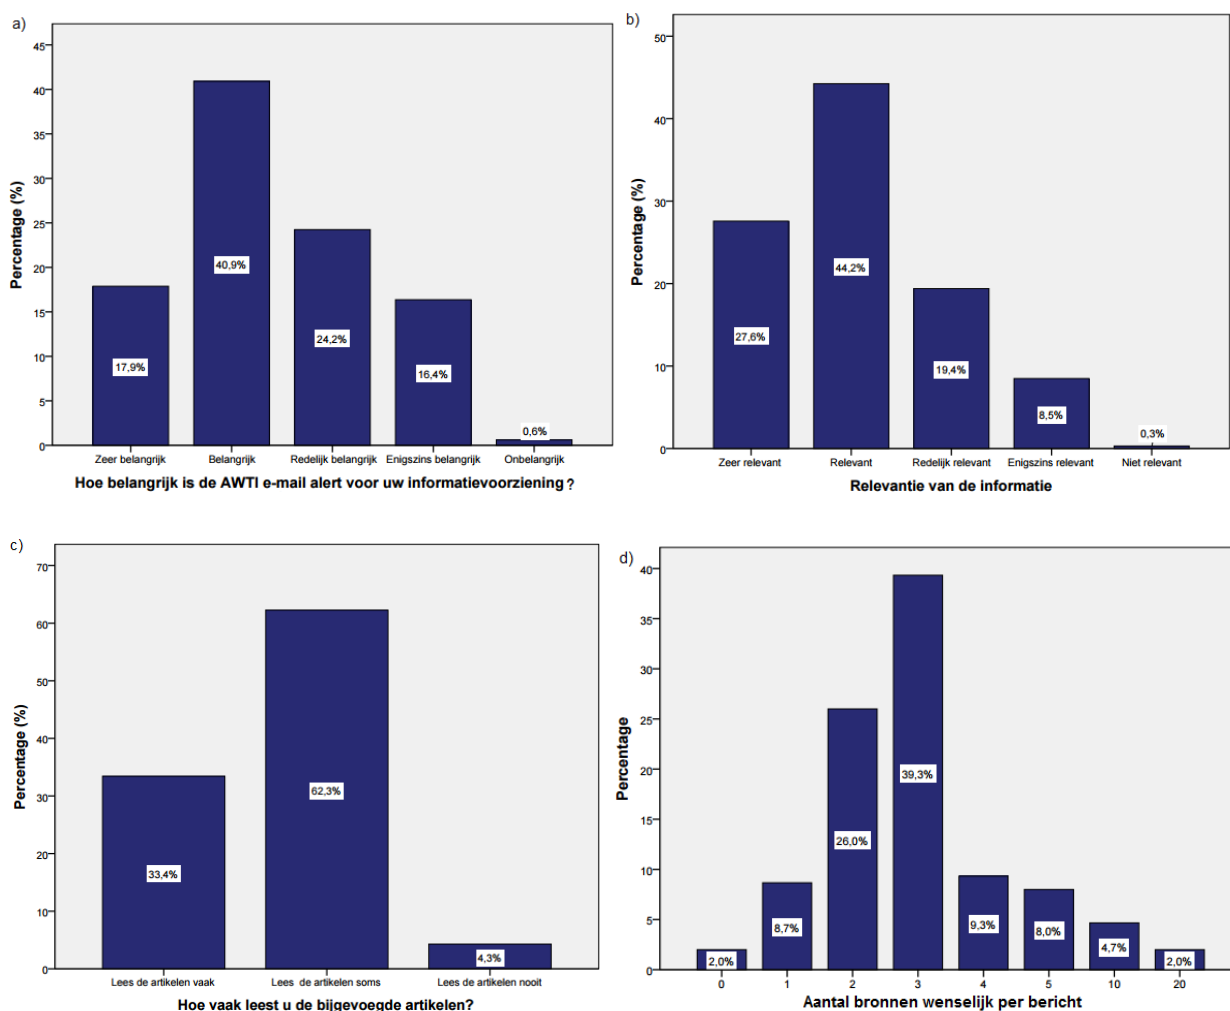 a)
Percentage (%)
45
40
35
30
25
20
15
10
5
0
17,9%
40,9%
24,2%
16,4%
0,6%
Zeer belangrijk
Belangrijk
Redelijk belangrijk
Enigszins belangrijk
Onbelangrijk
Hoe belangrijk is de AWTI e-mail alert voor uw informatievoorziening ?
b)
Percentage (%)
50
40
30
20
10
0
27,6%
44,2%
19,4%
8,5%
0,3%
Zeer relevant
Relevant
Redelijk relevant
Enigszins relevant
Niet relevant
Relevantie van de informatie
c)
Percentage (%)
70
60
50
40
30
20
10
0
33,4%
62,3%
4,3%
Lees de artikelen vaak
Lees de artikelen soms
Lees de artikelen nooit
Hoe vaak leest u de bijgevoegde artikelen?
d)
Percentage
40
35
30
25
20
15
10
5
0
2,0%
8,7%
26,0%
39,3%
9,3%
8,0%
4,7%
2,0%
0
1
2
3
4
5
10
20
Aantal bronnen wenselijk per bericht